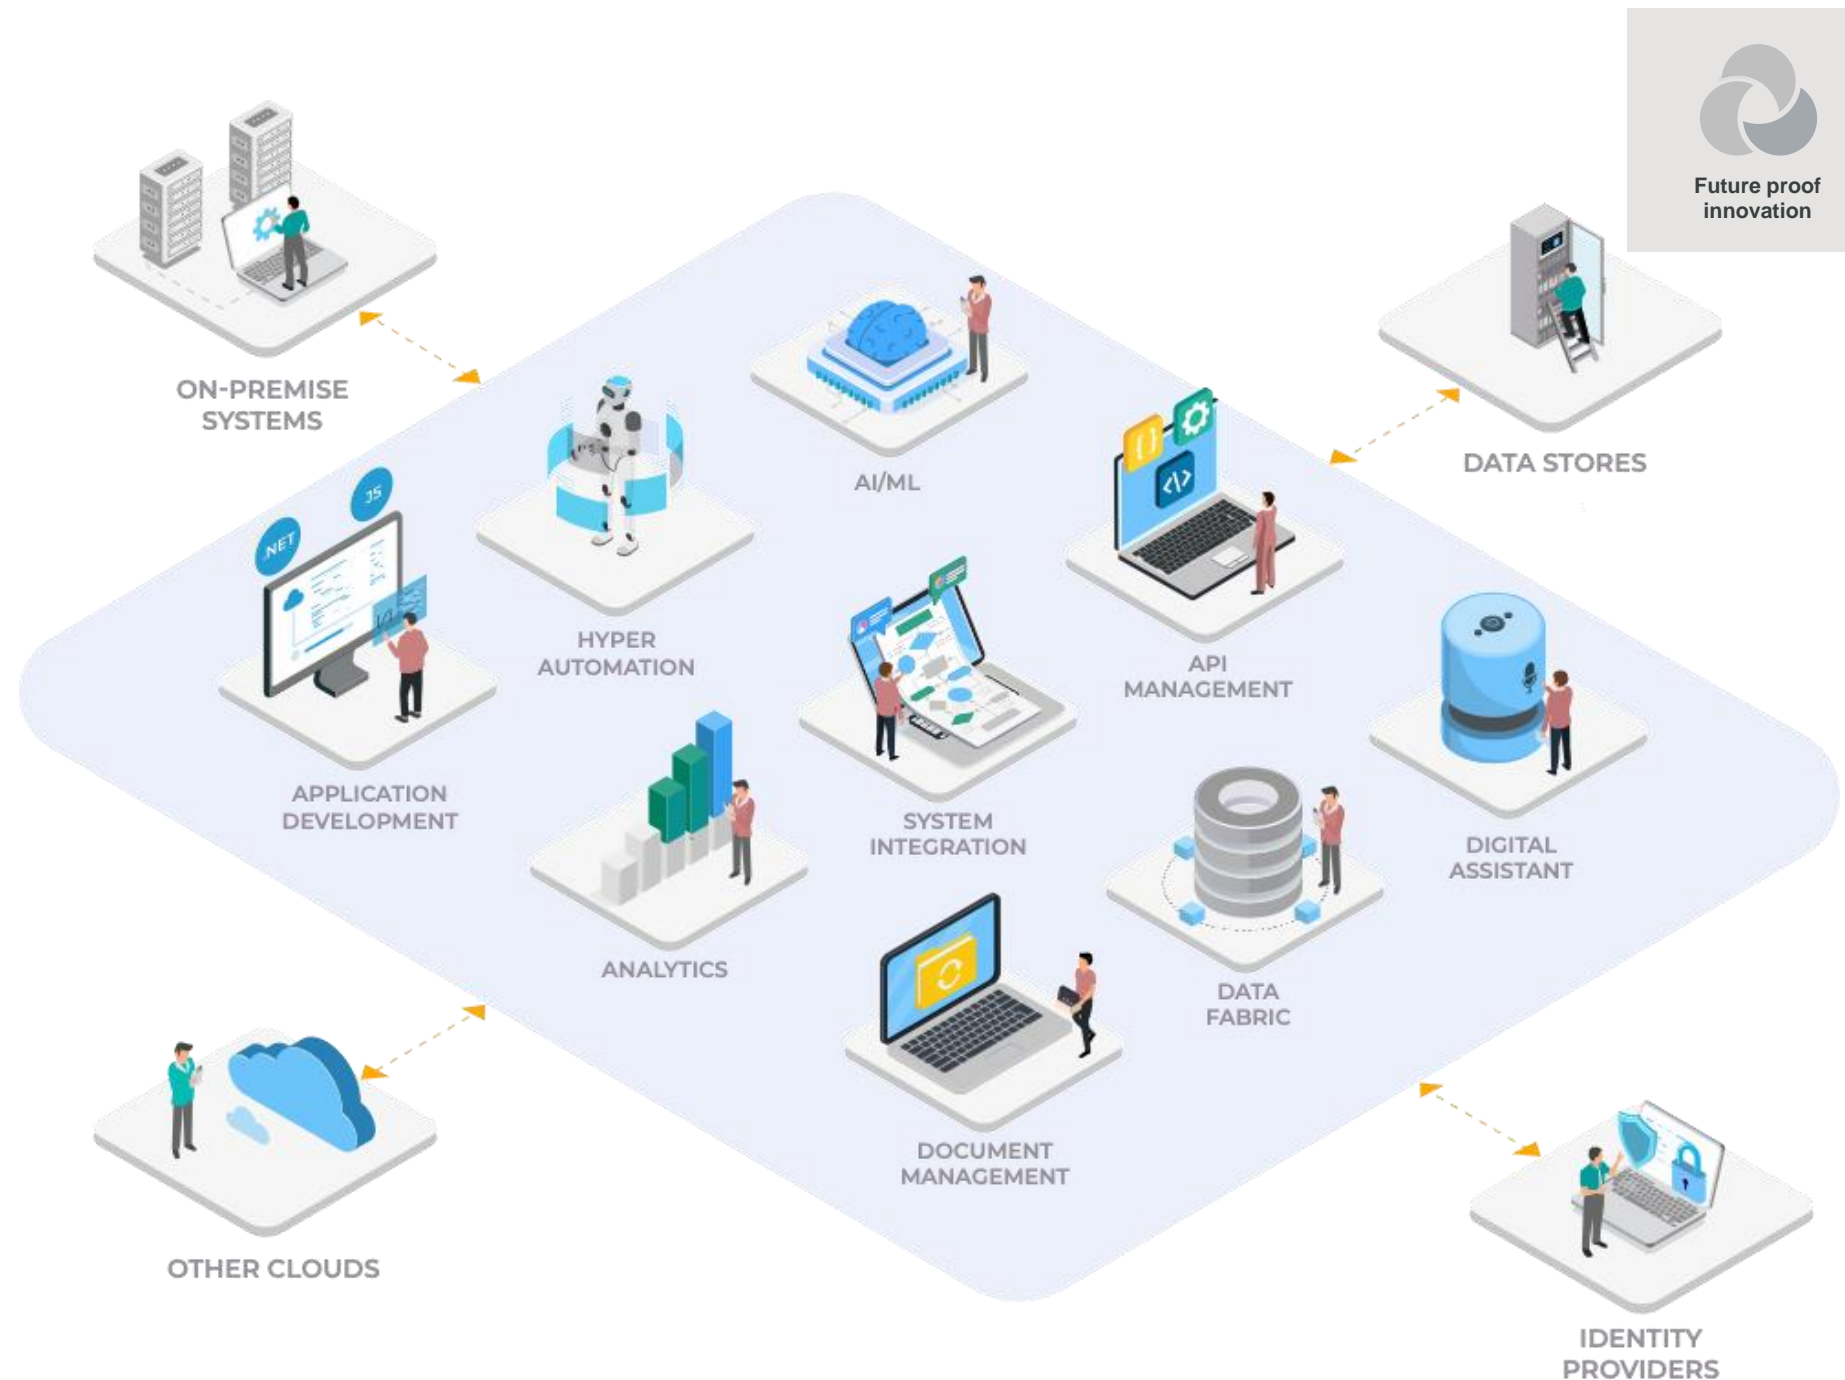 Future proof
innovation
ON-PREMISE
SYSTEMS
DATA STORES
AI/ML
JS
.NET
HYPER
AUTOMATION
API
MANAGEMENT
APPLICATION
DEVELOPMENT
SYSTEM
INTEGRATION
DIGITAL
ASSISTANT
ANALYTICS
DATA
FABRIC
DOCUMENT
MANAGEMENT
OTHER CLOUDS
IDENTITY
PROVIDERS